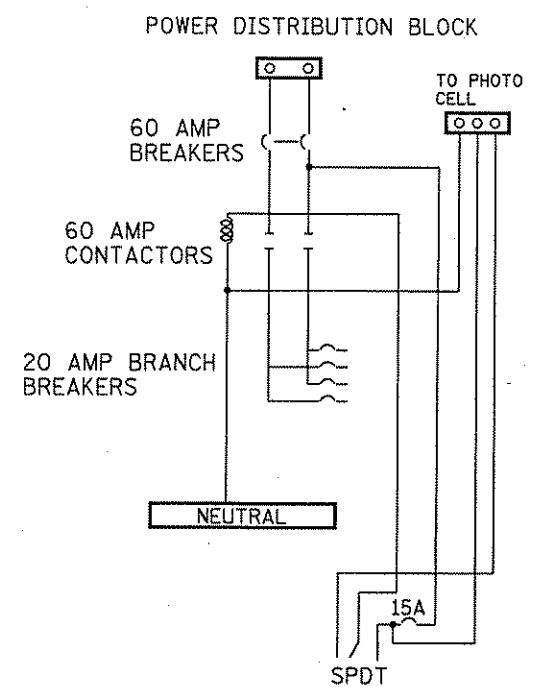 POWER DISTRIBUTION BLOCK
TO PHOTO
CELL
60 AMP
BREAKERS
60 AMP
CONTACTORS
20 AMP BRANCH
BREAKERS
NEUTRAL
15A
SPDT